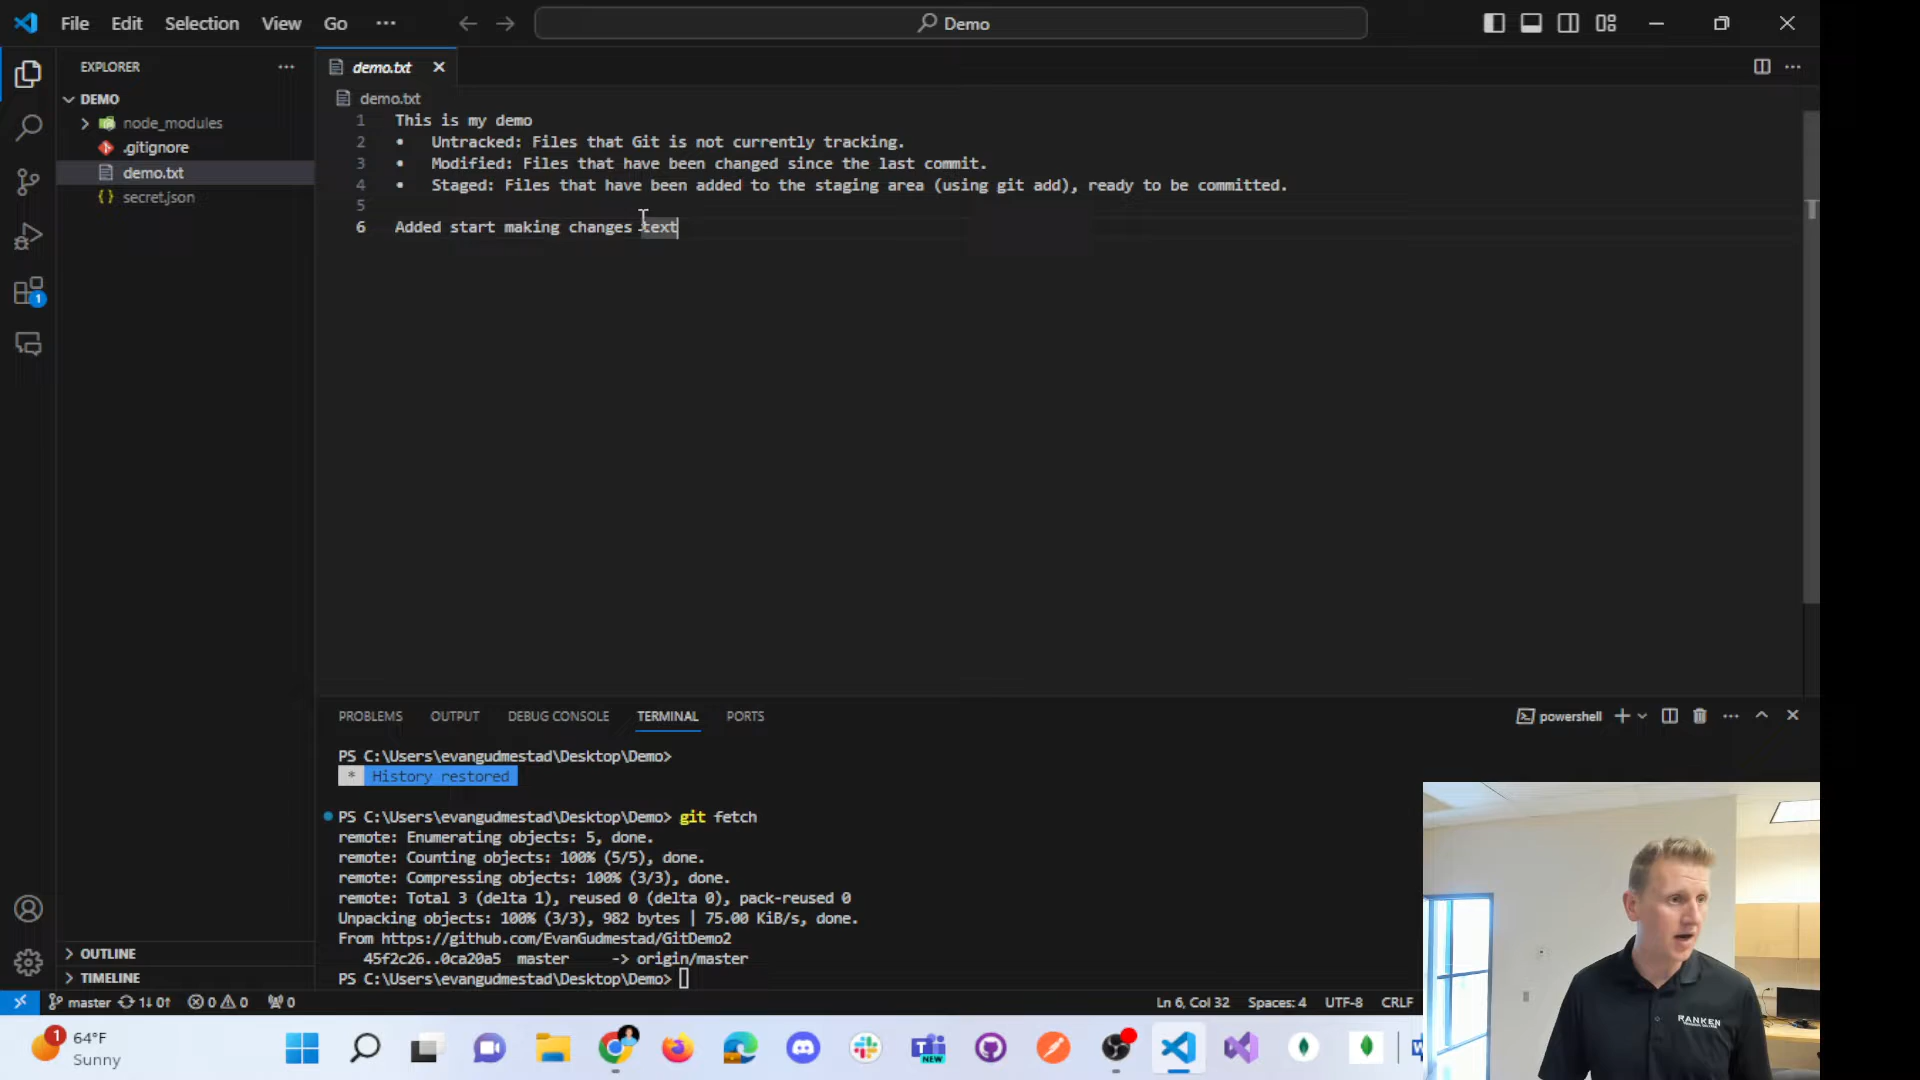 File Edit Selection View Go ··· Demo
EXPLORER ···
demo.txt
DEMO
node_modules
.gitignore
demo.txt
secret.json
demo.txt
1 This is my demo
2 • Untracked: Files that Git is not currently tracking.
3 • Modified: Files that have been changed since the last commit.
4 • Staged: Files that have been added to the staging area (using git add), ready to be committed.
5
6 Added start making changes text
1
PROBLEMS OUTPUT DEBUG CONSOLE TERMINAL PORTS
powershell
PS C:\Users\evangudmestad\Desktop\Demo>
* History restored
PS C:\Users\evangudmestad\Desktop\Demo> git fetch
remote: Enumerating objects: 5, done.
remote: Counting objects: 100% (5/5), done.
remote: Compressing objects: 100% (3/3), done.
remote: Total 3 (delta 1), reused 0 (delta 0), pack-reused 0
Unpacking objects: 100% (3/3), 982 bytes | 75.00 KiB/s, done.
From https://github.com/EvanGudmestad/GitDemo2
45f2c26..0ca20a5 master -> origin/master
PS C:\Users\evangudmestad\Desktop\Demo>
OUTLINE
TIMELINE
master 1↓ 0↑ 0 0 0
Ln 6, Col 32 Spaces: 4 UTF-8 CRLF
RANKEN
1
64°F
Sunny
NEW